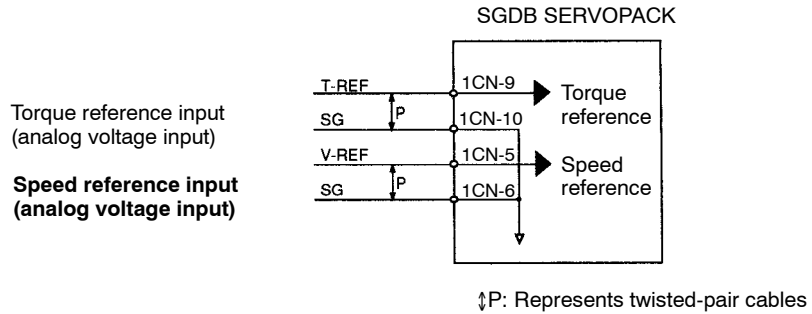 SGDB SERVOPACK
T-REF
1CN-9
Torque
reference
P
Torque reference input
(analog voltage input)
SG
1CN-10
V-REF
1CN-5
Speed
reference
P
Speed reference input
(analog voltage input)
SG
1CN-6
P: Represents twisted-pair cables